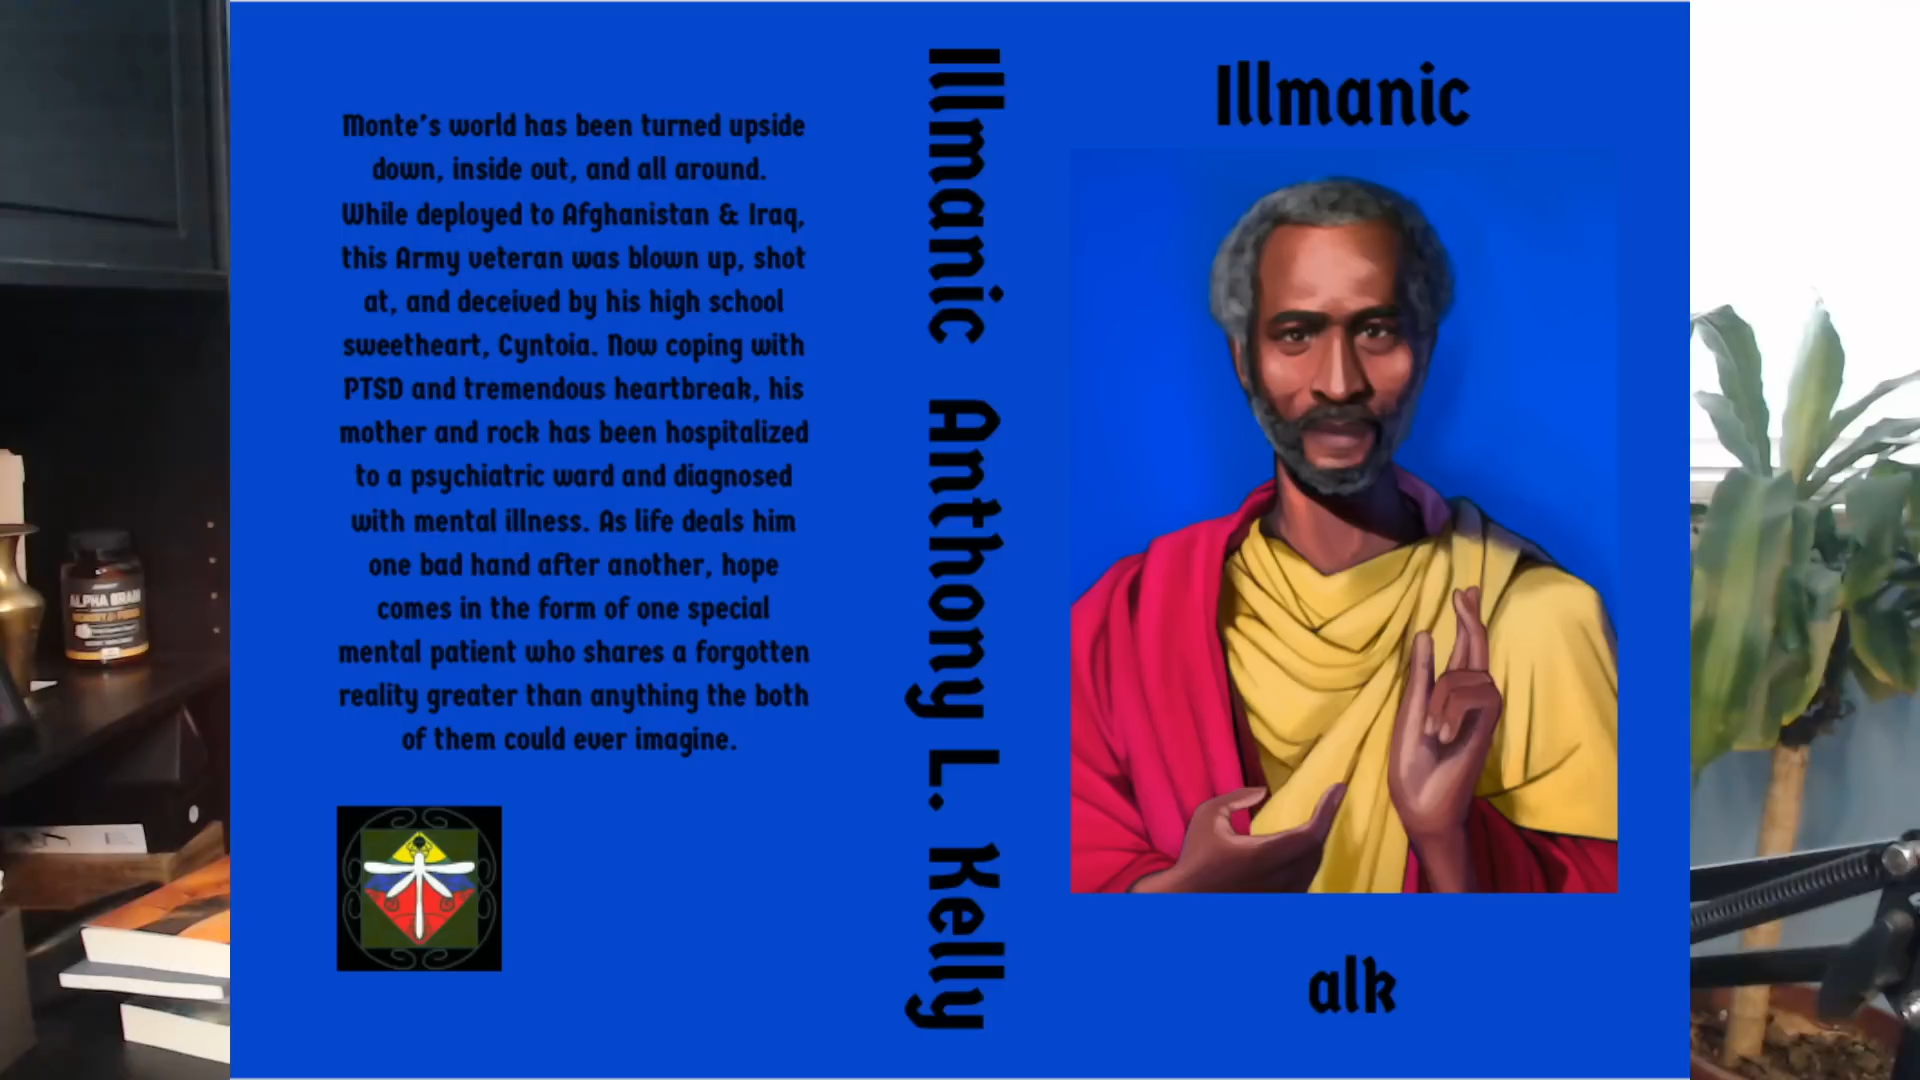 Monte's world has been turned upside
down, inside out, and all around.
While deployed to Afghanistan & Iraq,
this Army veteran was blown up, shot
at, and deceived by his high school
sweetheart, Cyntoia. Now coping with
PTSD and tremendous heartbreak, his
mother and rock has been hospitalized
to a psychiatric ward and diagnosed
with mental illness. As life deals him
one bad hand after another, hope
comes in the form of one special
mental patient who shares a forgotten
reality greater than anything the both
of them could ever imagine.
Illmanic Anthony L. Kelly
Illmanic
alk
ALPHA BRAIN